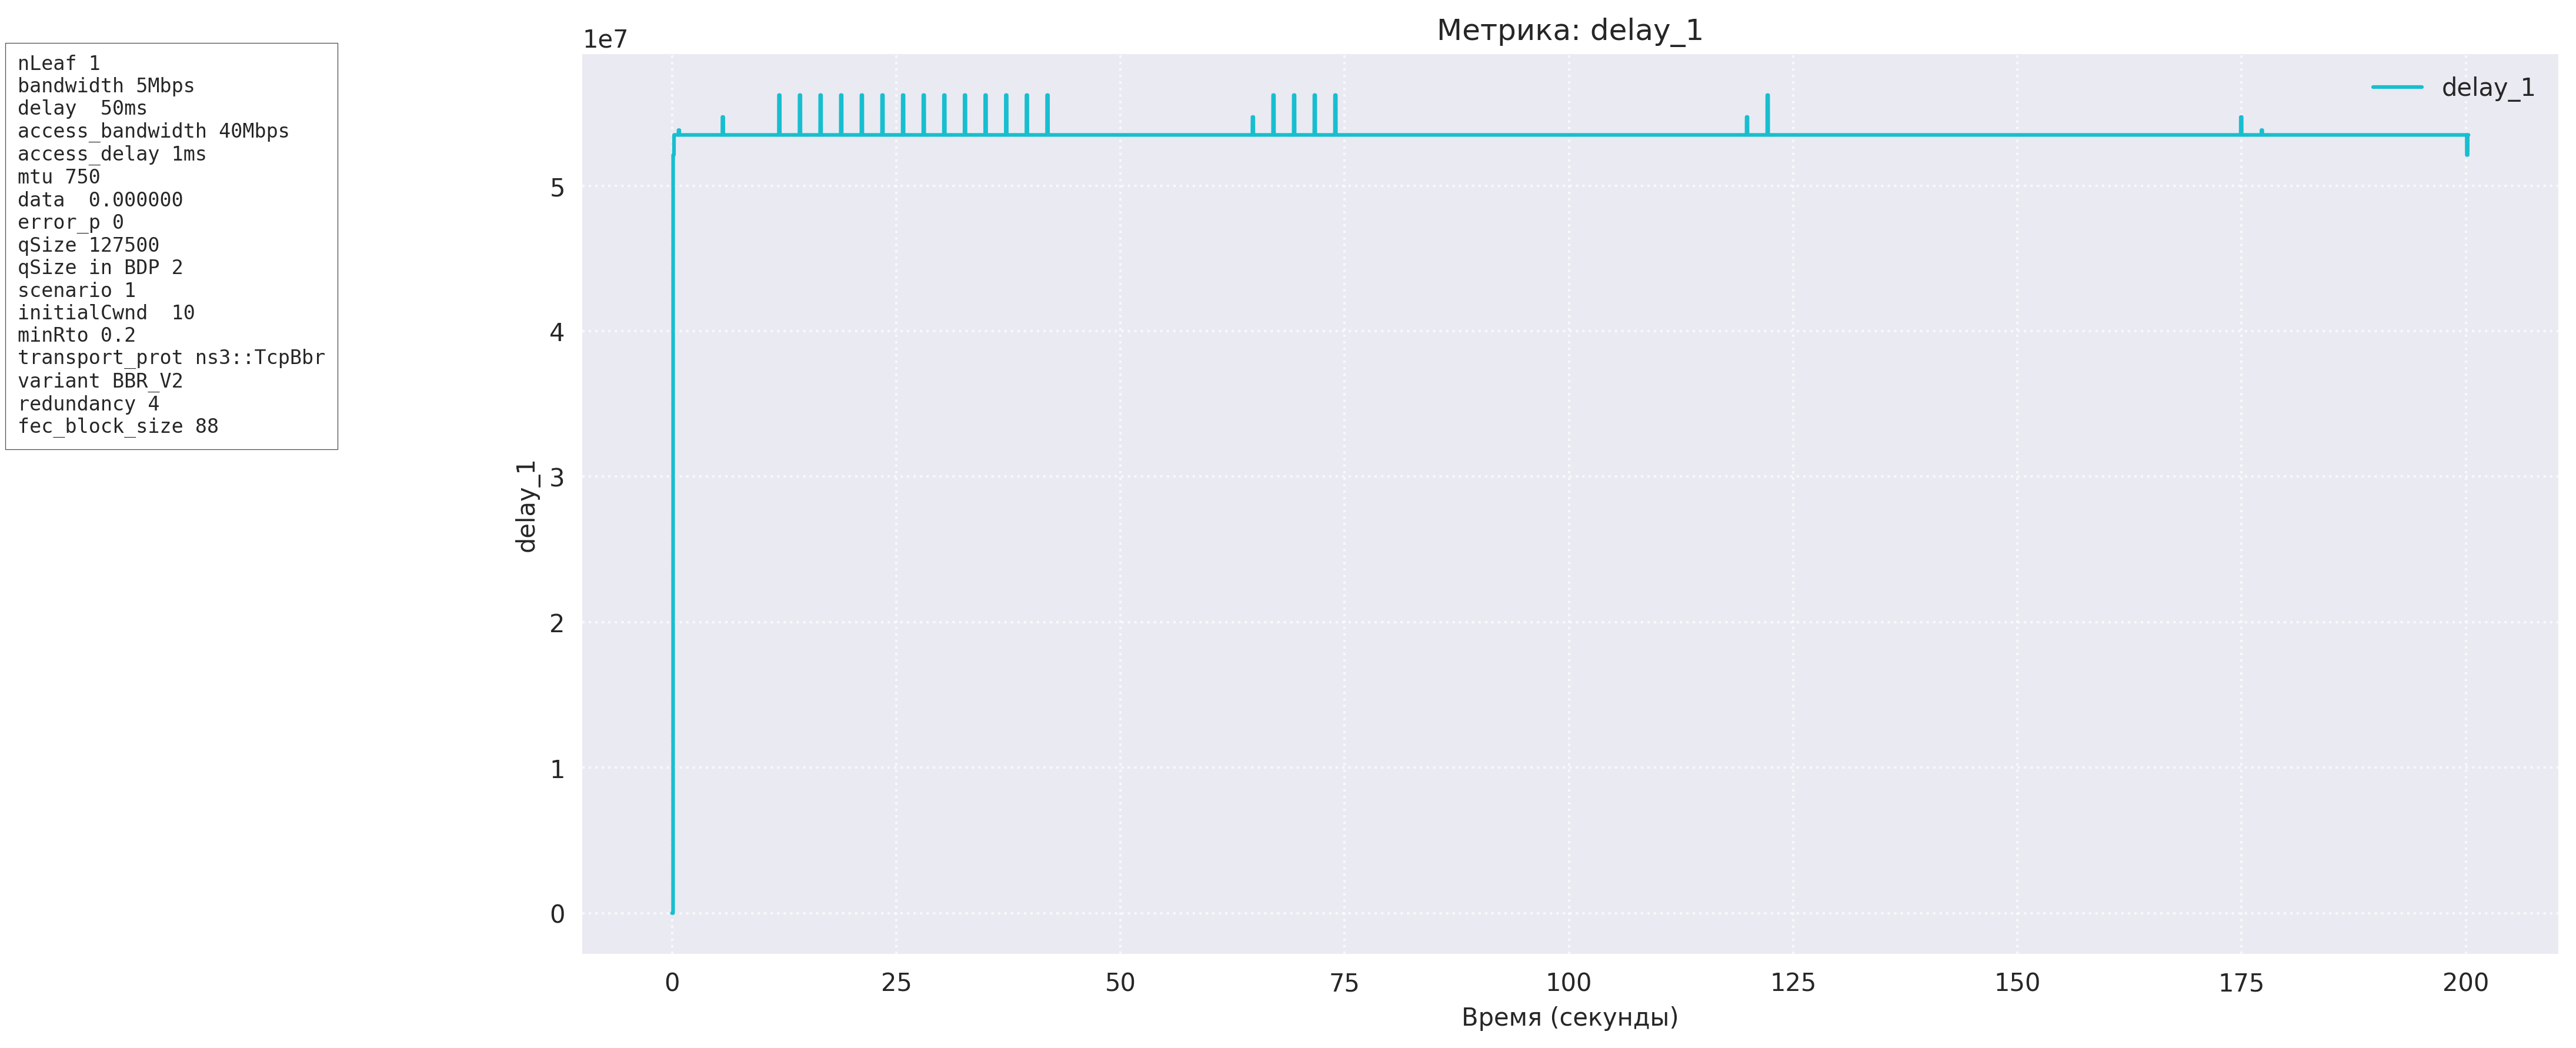 nLeaf 1
bandwidth 5Mbps
delay  50ms
access_bandwidth 40Mbps
access_delay 1ms
mtu 750
data  0.000000
error_p 0
qSize 127500
qSize in BDP 2
scenario 1
initialCwnd  10
minRto 0.2
transport_prot ns3::TcpBbr
variant BBR_V2
redundancy 4
fec_block_size 88
Метрика: delay_1
1e7
delay_1
5
4
3
2
1
0
delay_1
0 25 50 75 100 125 150 175 200
Время (секунды)